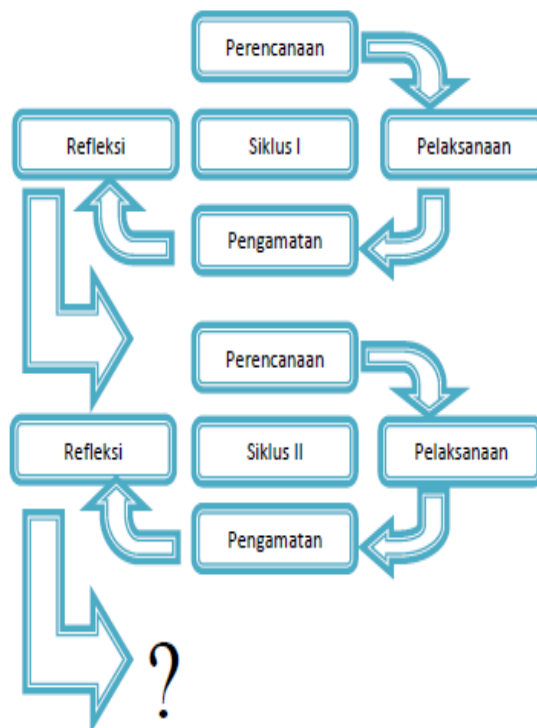 Perencanaan
Refleksi
Siklus I
Pelaksanaan
Pengamatan
Perencanaan
Refleksi
Siklus II
Pelaksanaan
Pengamatan
?